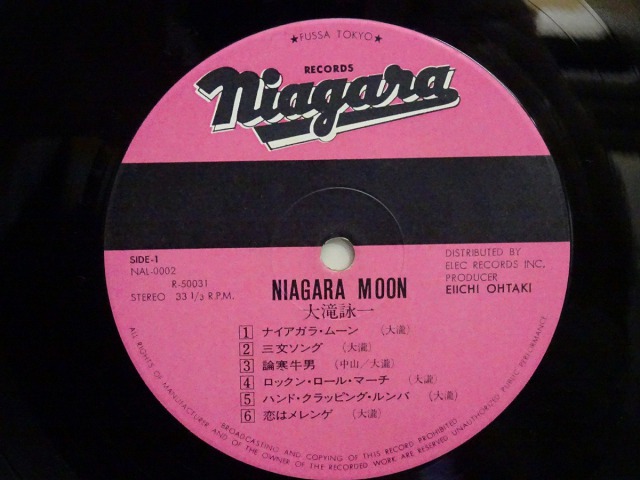 ★FUSSA TOKYO★
RECORDS
Niagara
SIDE-1
NAL-0002
R-50031
STEREO 33 1/3 R.P.M.
DISTRIBUTED BY
ELEC RECORDS INC.
PRODUCER
EIICHI OHTAKI
NIAGARA MOON
大滝詠一
1 ナイアガラ・ムーン (大瀧)
2 三文ソング (大瀧)
3 論寒牛男 (中山/大瀧)
4 ロックン・ロール・マーチ (大瀧)
5 ハンド・クラッピング・ルンバ (大瀧)
6 恋はメレンゲ (大瀧)
ALL RIGHTS OF MANUFACTURER AND OF THE OWNER OF THE RECORDED WORK RESERVED UNAUTHORIZED PUBLIC PERFORMANCE.
BROADCASTING AND COPYING OF THIS RECORD PROHIBITED